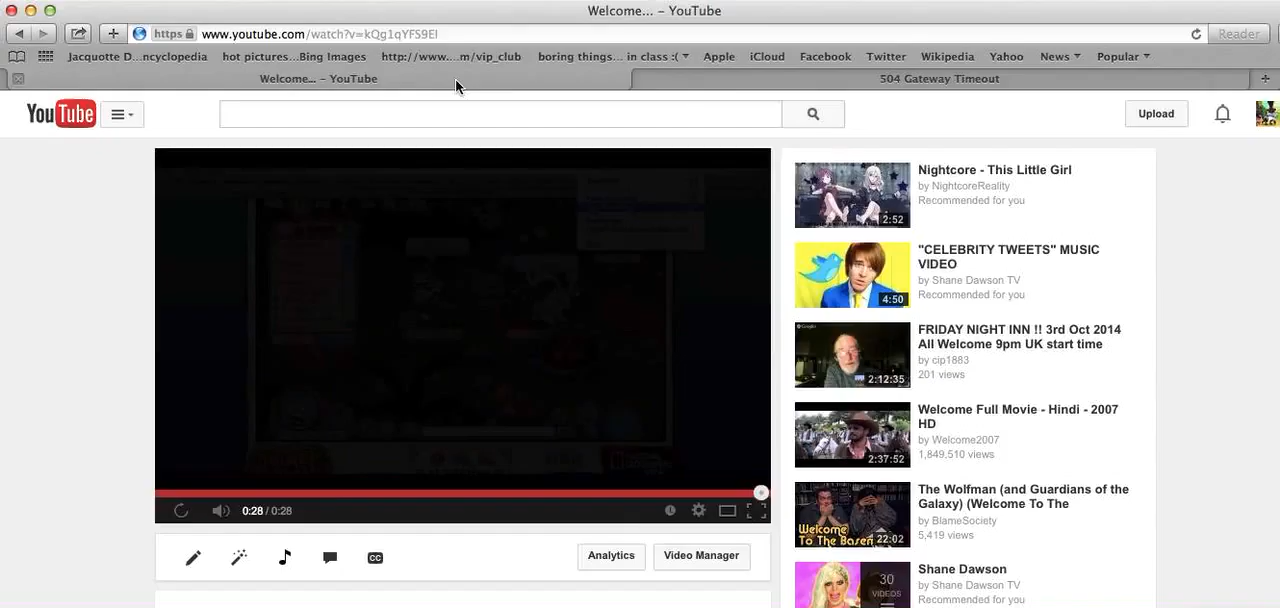 Welcome... – YouTube
https www.youtube.com/watch?v=kQg1qYFS9EI
Reader
Jacquotte D...ncyclopedia hot pictures...Bing Images http://www....m/vip_club boring things... in class :( Apple iCloud Facebook Twitter Wikipedia Yahoo News Popular
Welcome... – YouTube
504 Gateway Timeout
YouTube
Upload
Nightcore - This Little Girl
by NightcoreReality
Recommended for you
2:52
"CELEBRITY TWEETS" MUSIC
VIDEO
by Shane Dawson TV
Recommended for you
4:50
FRIDAY NIGHT INN !! 3rd Oct 2014
All Welcome 9pm UK start time
by cip1883
201 views
2:12:35
Welcome Full Movie - Hindi - 2007
HD
by Welcome2007
1,849,510 views
2:37:52
The Wolfman (and Guardians of the
Galaxy) (Welcome To The
by BlameSociety
5,419 views
Welcome
To The Basen
22:02
0:28 / 0:28
CC
Analytics
Video Manager
Shane Dawson
by Shane Dawson TV
Recommended for you
30
VIDEOS